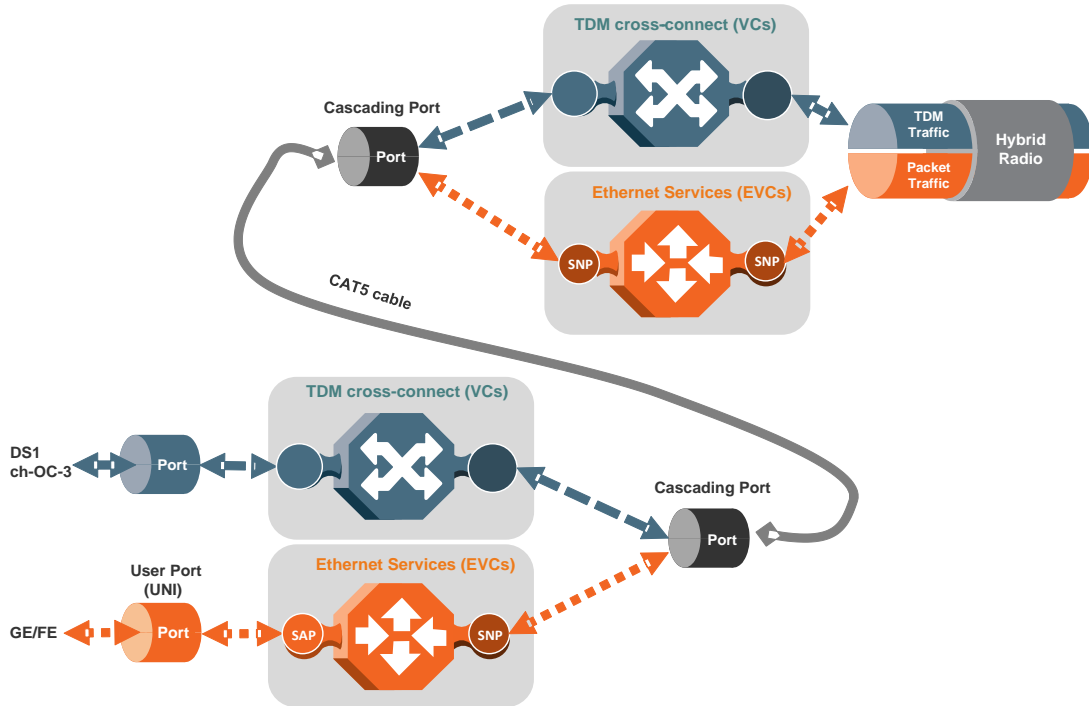 TDM cross-connect (VCs)
Cascading Port
Port
TDM
Traffic
Hybrid
Radio
Packet
Traffic
Ethernet Services (EVCs)
SNP
SNP
CAT5 cable
TDM cross-connect (VCs)
DS1
ch-OC-3
Port
Cascading Port
Port
Ethernet Services (EVCs)
User Port
(UNI)
GE/FE
Port
SAP
SNP